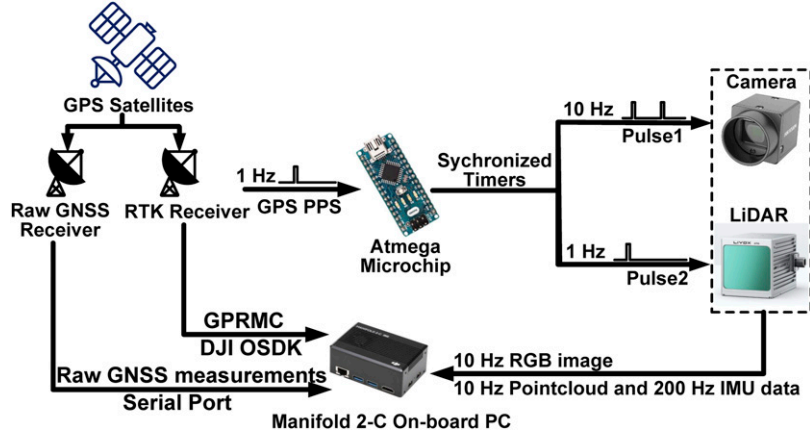 GPS Satellites
Raw GNSS
Receiver
RTK Receiver
1 Hz
GPS PPS
Atmega
Microchip
Sychronized
Timers
10 Hz
Pulse1
1 Hz
Pulse2
Camera
LiDAR
GPRMC
DJI OSDK
Raw GNSS measurements
Serial Port
10 Hz RGB image
10 Hz Pointcloud and 200 Hz IMU data
Manifold 2-C On-board PC